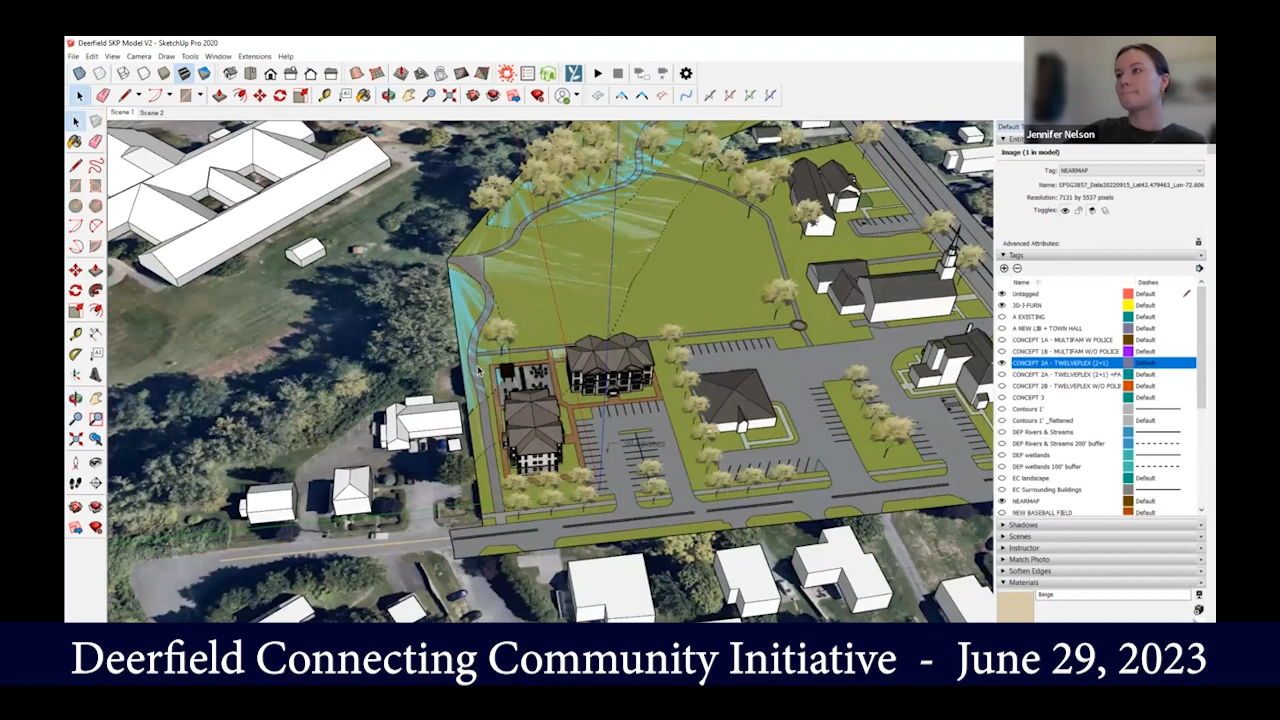 Deerfield SKP Model V2 - SketchUp Pro 2020
File Edit View Camera Draw Tools Window Extensions Help
Scene 1 Scene 2
Jennifer Nelson
Default T
Image (1 in model)
Tag: NEARMAP
Name: EPSG3857_Date20220915_Lat42.479463_Lon-72.606
Resolution: 7131 by 5537 pixels
Toggles:
Advanced Attributes:
Tags
Name Dashes
Untagged Default
3D-I-FURN Default
A EXISTING Default
A NEW LIB + TOWN HALL Default
CONCEPT 1A - MULTIFAM W POLICE Default
CONCEPT 1B - MULTIFAM W/O POLICE Default
CONCEPT 2A - TWELVEPLEX (2+1) Default
CONCEPT 2A - TWELVEPLEX (2+1) +PA Default
CONCEPT 2B - TWELVEPLEX W/O POLI Default
CONCEPT 3 Default
Contours 1'
Contours 1' _flattened Default
DEP Rivers & Streams
DEP Rivers & Streams 200' buffer
DEP wetlands
DEP wetlands 100' buffer
EC landscape Default
EC Surrounding Buildings Default
NEARMAP Default
NEW BASEBALL FIELD Default
Shadows
Scenes
Instructor
Match Photo
Soften Edges
Materials
Beige
Deerfield Connecting Community Initiative - June 29, 2023